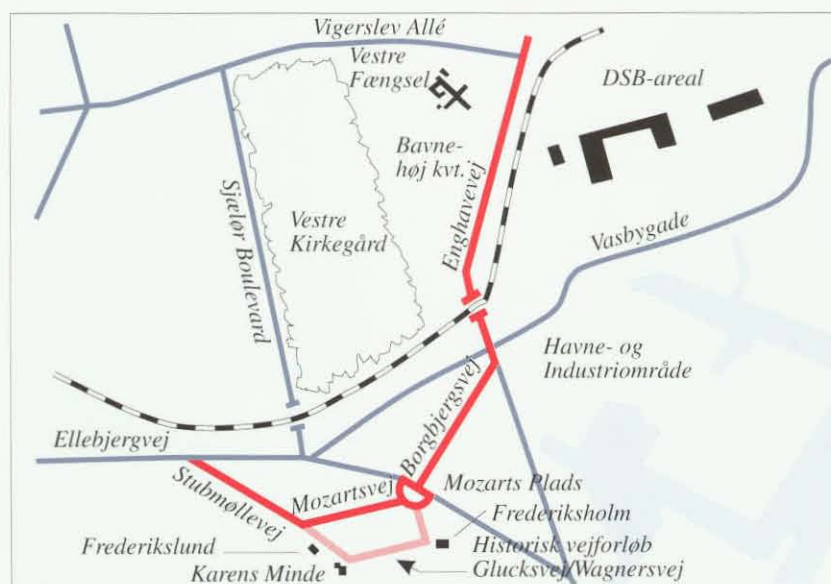 Vigerslev Allé
Vestre
Fængsel
DSB-areal
Bavne-
høj kvt.
Enghavevej
Sjælør Boulevard
Vestre
Kirkegård
Vasbygade
Havne- og
Industriområde
Ellebjergvej
Borgbjergsvej
Stubmøllevej
Mozartsvej
Mozarts Plads
Frederiksholm
Frederikslund
Historisk vejforløb
Karens Minde
Glucksvej/Wagnersvej